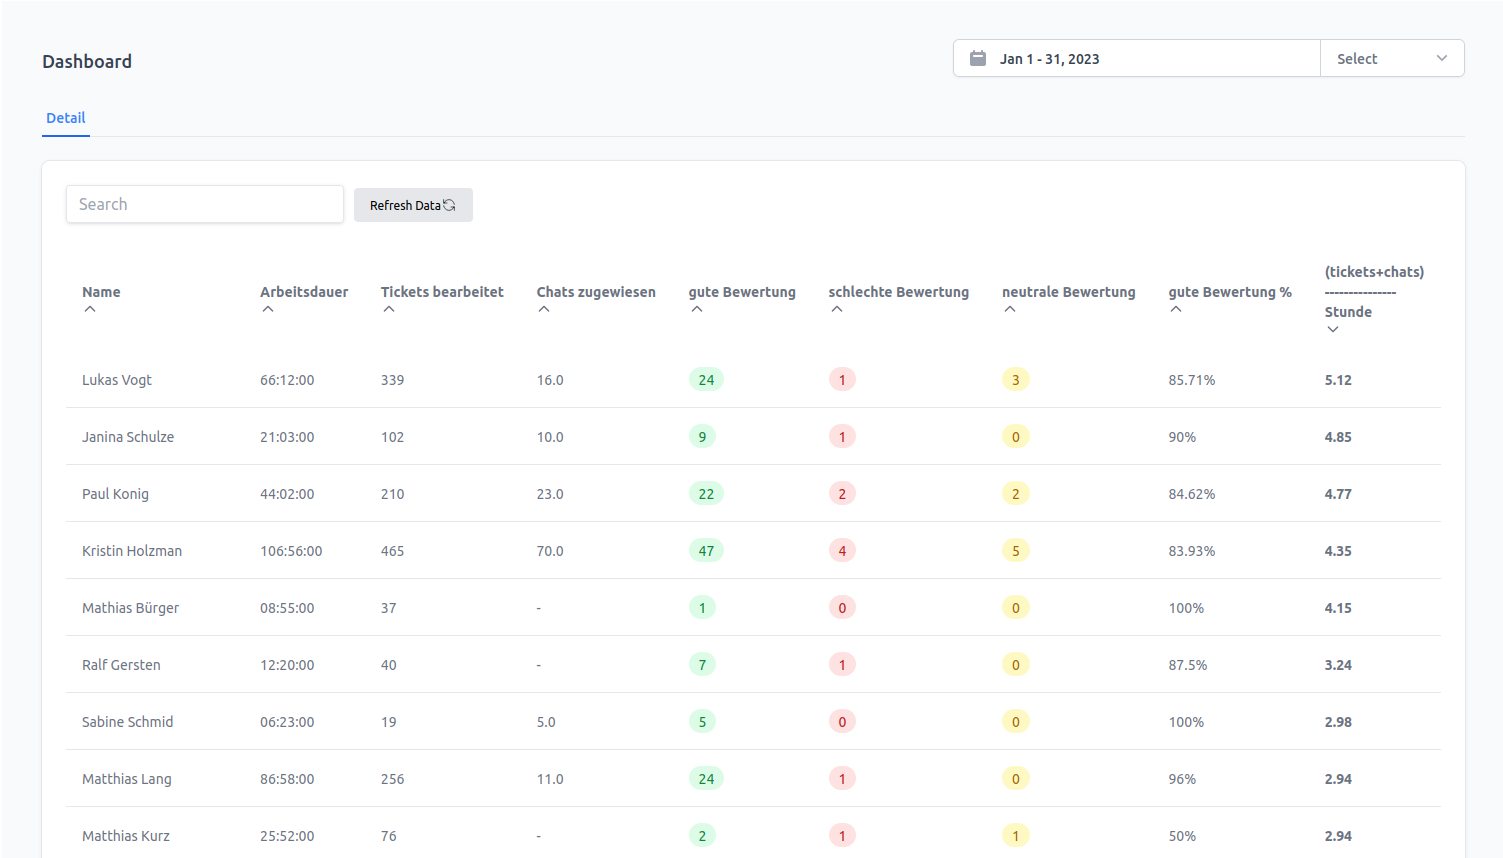 Dashboard
Jan 1 - 31, 2023 Select
Detail
Search Refresh Data
Name Arbeitsdauer Tickets bearbeitet Chats zugewiesen gute Bewertung schlechte Bewertung neutrale Bewertung gute Bewertung % (tickets+chats)
---------------
Stunde
Lukas Vogt 66:12:00 339 16.0 24 1 3 85.71% 5.12
Janina Schulze 21:03:00 102 10.0 9 1 0 90% 4.85
Paul Konig 44:02:00 210 23.0 22 2 2 84.62% 4.77
Kristin Holzman 106:56:00 465 70.0 47 4 5 83.93% 4.35
Mathias Bürger 08:55:00 37 - 1 0 0 100% 4.15
Ralf Gersten 12:20:00 40 - 7 1 0 87.5% 3.24
Sabine Schmid 06:23:00 19 5.0 5 0 0 100% 2.98
Matthias Lang 86:58:00 256 11.0 24 1 0 96% 2.94
Matthias Kurz 25:52:00 76 - 2 1 1 50% 2.94